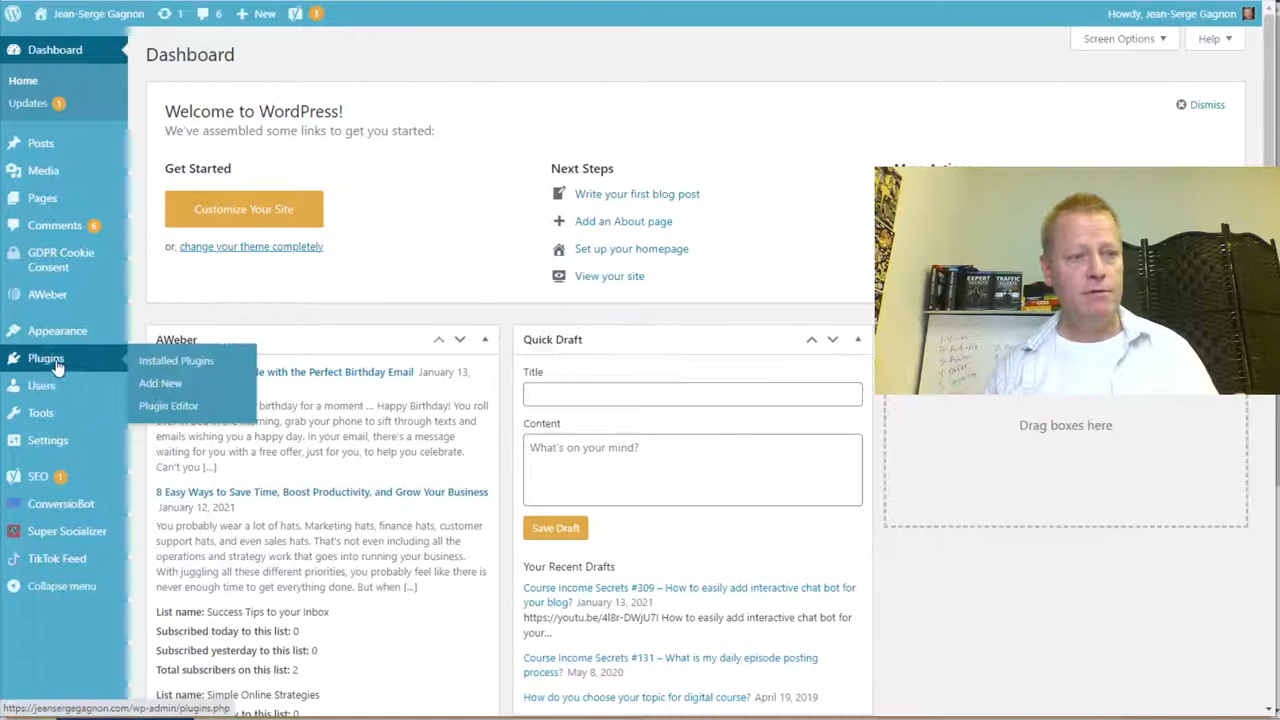 Jean-Serge Gagnon 1 6 New 1
Howdy, Jean-Serge Gagnon
Screen Options
Help
Dashboard
Home
Updates 1
Posts
Media
Pages
Comments 6
GDPR Cookie
Consent
AWeber
Appearance
Plugins
Installed Plugins
Add New
Plugin Editor
Users
Tools
Settings
SEO 1
ConversioBot
Super Socializer
TikTok Feed
Collapse menu
Dashboard
Welcome to WordPress!
We've assembled some links to get you started:
Dismiss
Get Started
Customize Your Site
or, change your theme completely
Next Steps
Write your first blog post
Add an About page
Set up your homepage
View your site
EXPERT
SECRETS
TRAFFIC
SECRETS
AWeber
le with the Perfect Birthday Email January 13,
birthday for a moment … Happy Birthday! You roll
emails wishing you a happy day. In your email, there's a message
waiting for you with a free offer, just for you, to help you celebrate.
Can't you [...]
8 Easy Ways to Save Time, Boost Productivity, and Grow Your Business
January 12, 2021
You probably wear a lot of hats. Marketing hats, finance hats, customer
support hats, and even sales hats. That's not even including all the
operations and strategy work that goes into running your business.
With juggling all these different priorities, you probably feel like there is
never enough time to get everything done. But when [...]
List name: Success Tips to your Inbox
Subscribed today to this list: 0
Subscribed yesterday to this list: 0
Total subscribers on this list: 2
List name: Simple Online Strategies
Subscribed today to this list: 0
Quick Draft
Title
Content
What's on your mind?
Save Draft
Your Recent Drafts
Course Income Secrets #309 – How to easily add interactive chat bot for
your blog? January 13, 2021
https://youtu.be/4l8r-DWjU7I How to easily add interactive chat bot for
your…
Course Income Secrets #131 – What is my daily episode posting
process? May 8, 2020
How do you choose your topic for digital course? April 19, 2019
Drag boxes here
https://jeansergegagnon.com/wp-admin/plugins.php